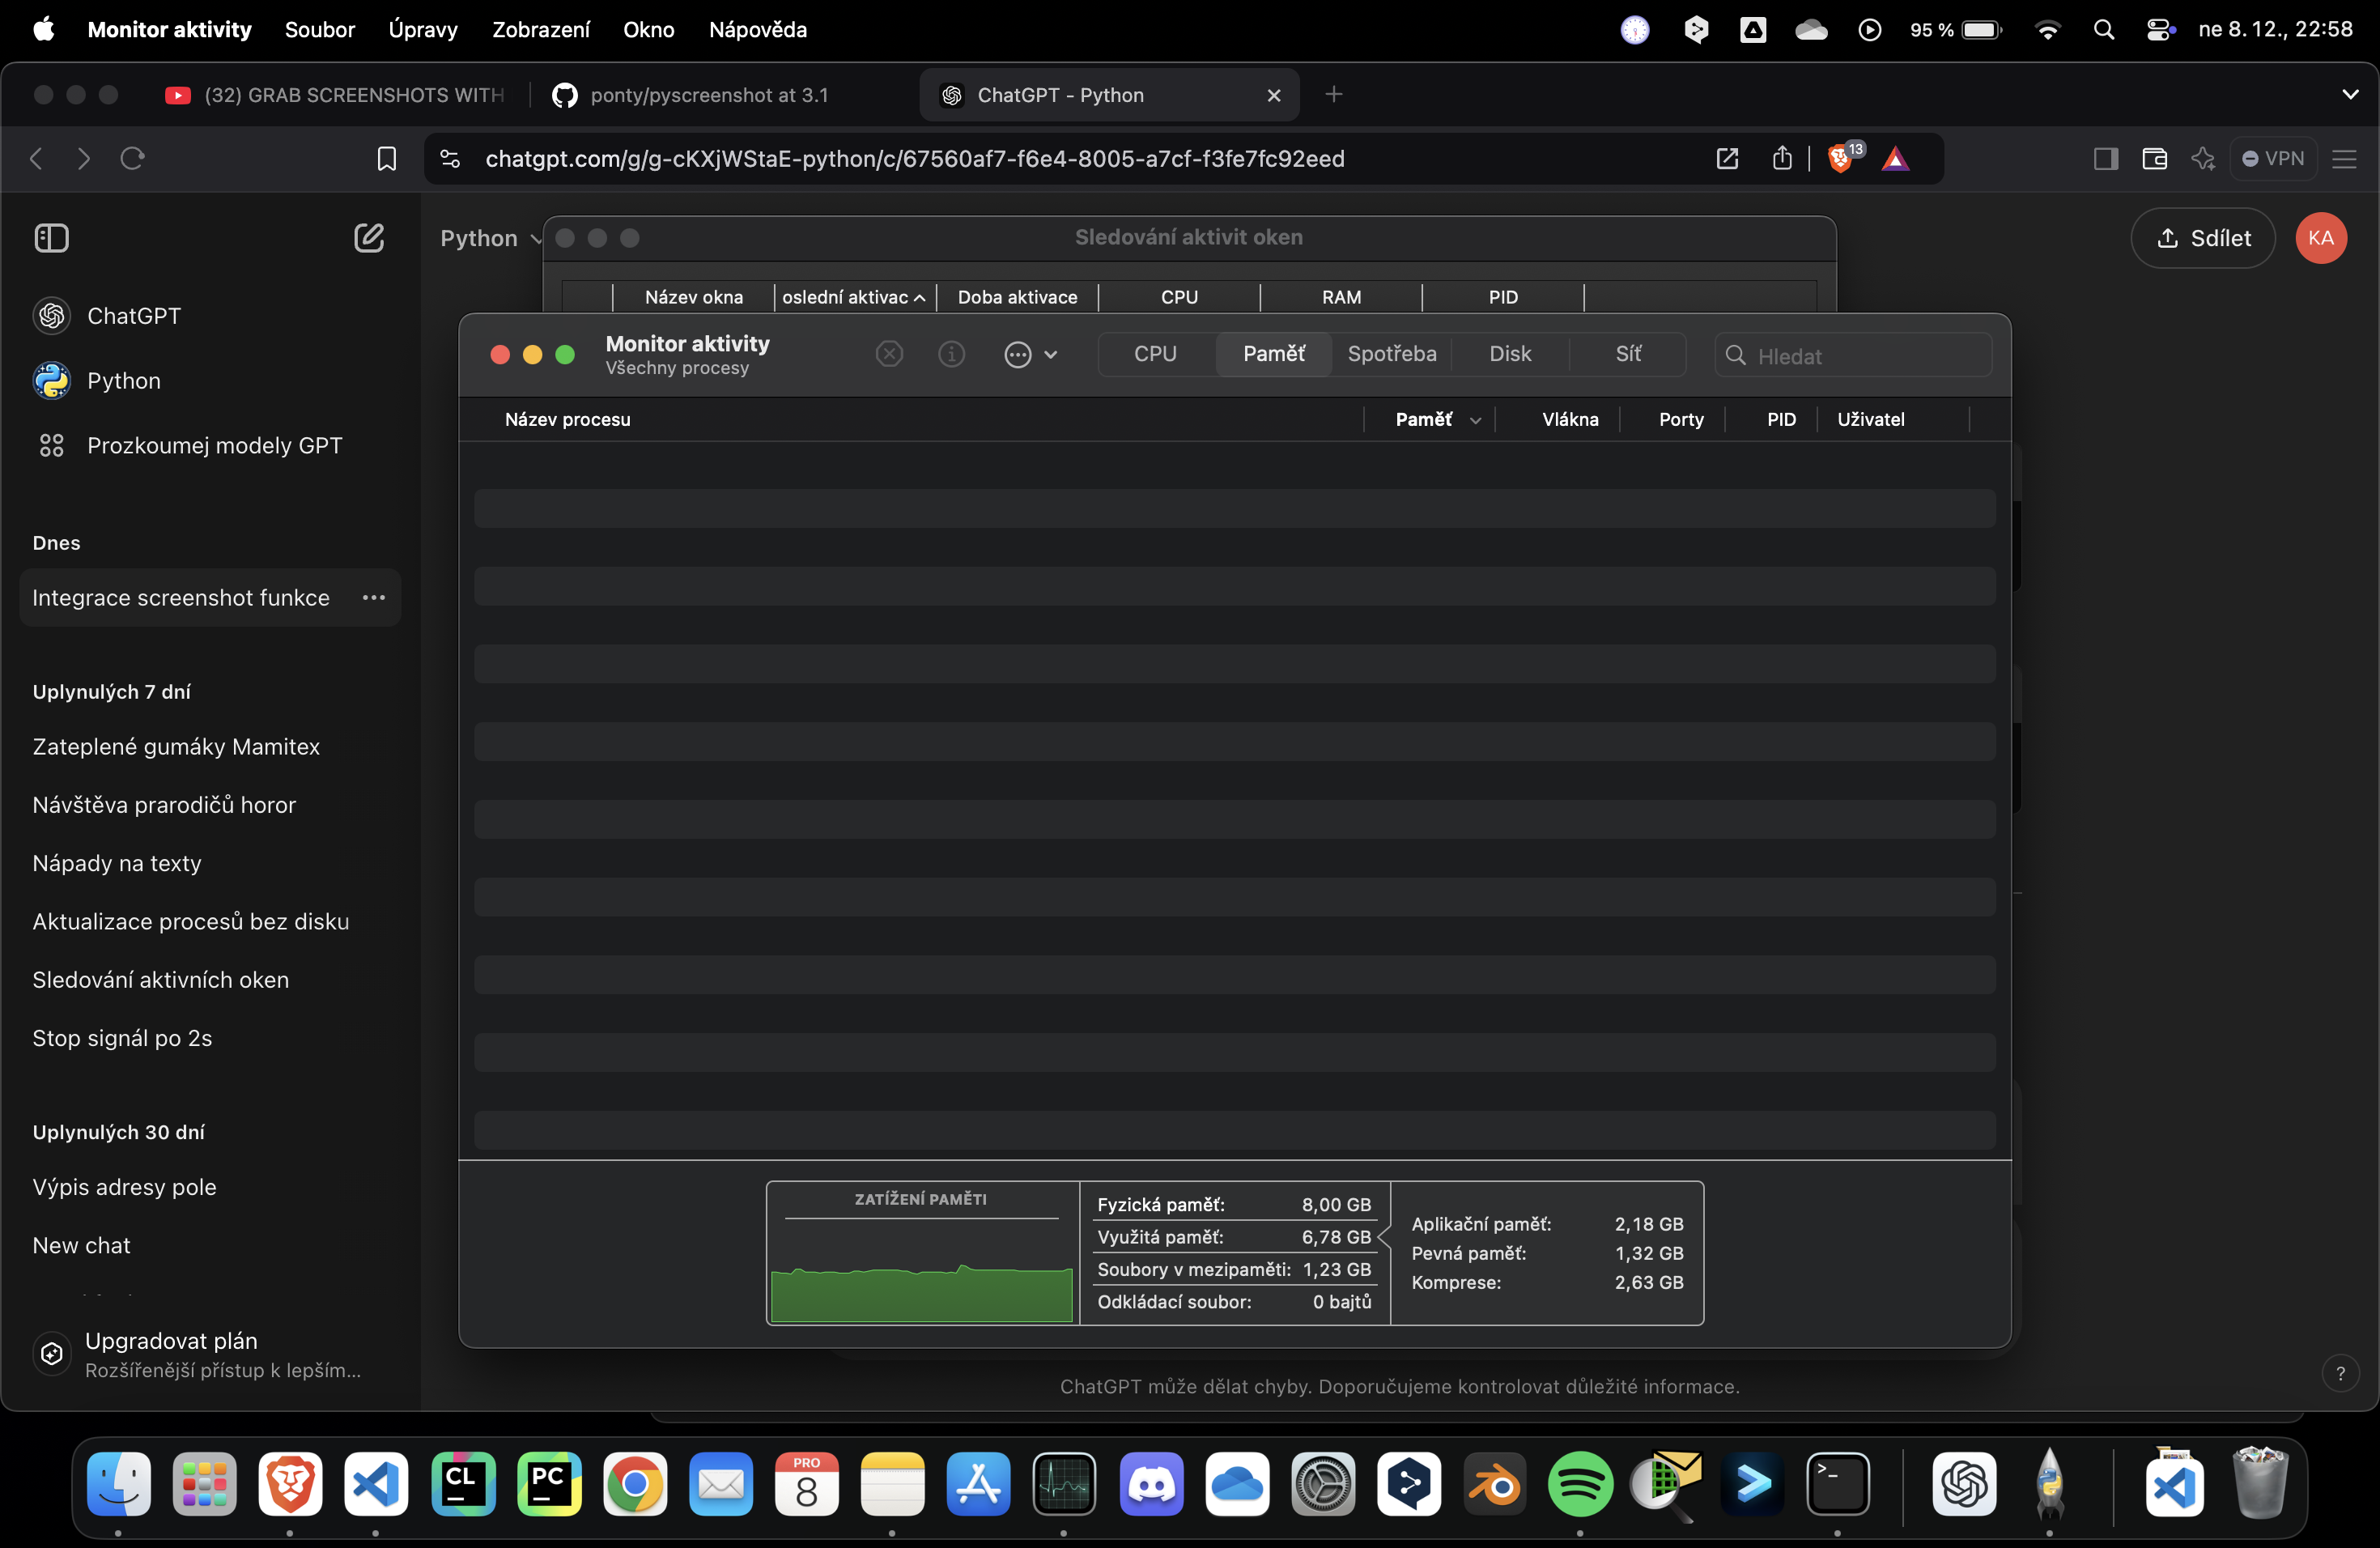 Monitor aktivity Soubor Úpravy Zobrazení Okno Nápověda 95 % ne 8. 12., 22:58
(32) GRAB SCREENSHOTS WITH ponty/pyscreenshot at 3.1 ChatGPT - Python
chatgpt.com/g/g-cKXjWStaE-python/c/67560af7-f6e4-8005-a7cf-f3fe7fc92eed 13 VPN
Python Sdílet KA
ChatGPT
Python
Prozkoumej modely GPT
Dnes
Integrace screenshot funkce
Uplynulých 7 dní
Zateplené gumáky Mamitex
Návštěva prarodičů horor
Nápady na texty
Aktualizace procesů bez disku
Sledování aktivních oken
Stop signál po 2s
Uplynulých 30 dní
Výpis adresy pole
New chat
Upgradovat plán
Rozšířenější přístup k lepším...
Sledování aktivit oken
Název okna oslední aktivac Doba aktivace CPU RAM PID
Monitor aktivity
Všechny procesy
CPU Paměť Spotřeba Disk Síť Hledat
Název procesu Paměť Vlákna Porty PID Uživatel
ZATÍŽENÍ PAMĚTI
Fyzická paměť: 8,00 GB
Využitá paměť: 6,78 GB
Soubory v mezipaměti: 1,23 GB
Odkládací soubor: 0 bajtů
Aplikační paměť: 2,18 GB
Pevná paměť: 1,32 GB
Komprese: 2,63 GB
ChatGPT může dělat chyby. Doporučujeme kontrolovat důležité informace.
?
CL PC PRO
8
>_